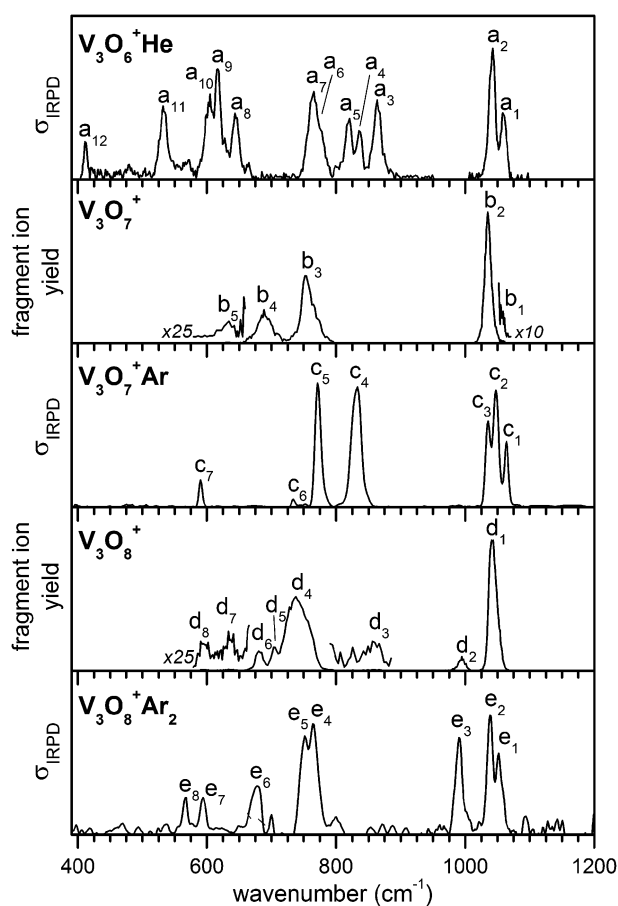 V₃O₆⁺He
σIRPD
a₁₂ a₁₁ a₁₀ a₉ a₈ a₇ a₆ a₅ a₄ a₃ a₂ a₁
V₃O₇⁺
fragment ion
yield
x25 b₅ b₄ b₃ b₂ b₁ x10
V₃O₇⁺Ar
σIRPD
c₇ c₆ c₅ c₄ c₃ c₂ c₁
V₃O₈⁺
fragment ion
yield
x25 d₈ d₇ d₆ d₅ d₄ d₃ d₂ d₁
V₃O₈⁺Ar₂
σIRPD
e₈ e₇ e₆ e₅ e₄ e₃ e₂ e₁
400 600 800 1000 1200
wavenumber (cm⁻¹)